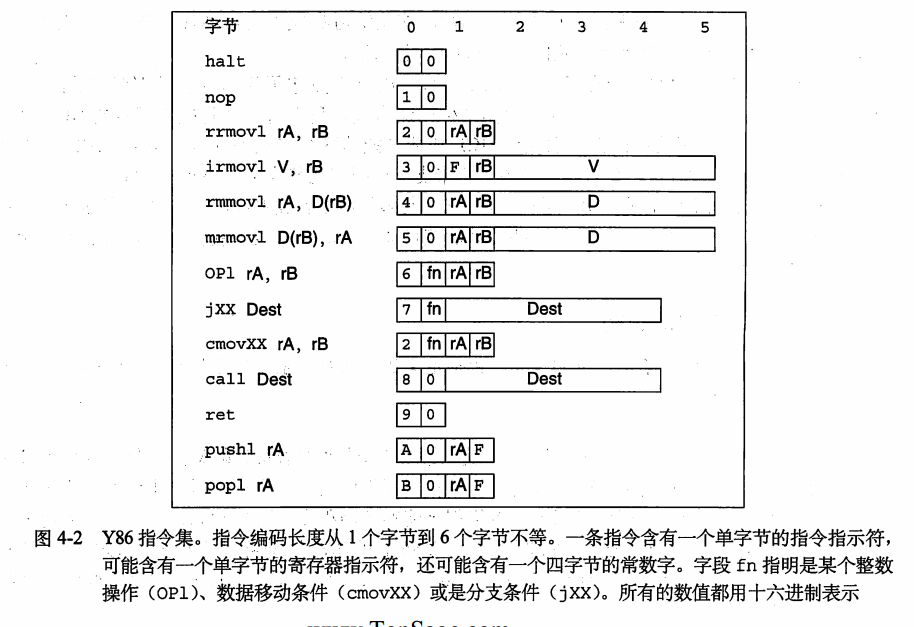 字节 0 1 2 3 4 5
halt 0 0
nop 1 0
rrmovl rA, rB 2 0 rA rB
irmovl V, rB 3 0 F rB V
rmmovl rA, D(rB) 4 0 rA rB D
mrmovl D(rB), rA 5 0 rA rB D
OPl rA, rB 6 fn rA rB
jXX Dest 7 fn Dest
cmovXX rA, rB 2 fn rA rB
call Dest 8 0 Dest
ret 9 0
pushl rA A 0 rA F
popl rA B 0 rA F
图 4-2 Y86 指令集。指令编码长度从 1 个字节到 6 个字节不等。一条指令含有一个单字节的指令指示符，
可能含有一个单字节的寄存器指示符，还可能含有一个四字节的常数字。字段 fn 指明是某个整数
操作（OPl）、数据移动条件（cmovXX）或是分支条件（jXX）。所有的数值都用十六进制表示